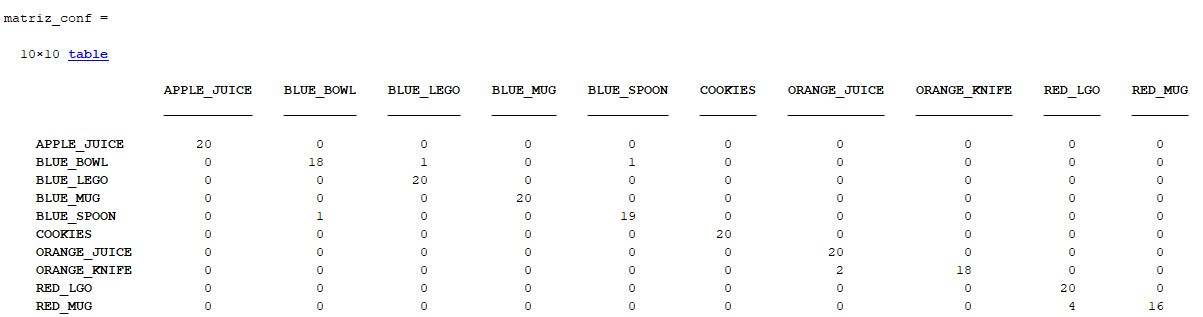 matriz_conf =
10×10 table
APPLE_JUICE BLUE_BOWL BLUE_LEGO BLUE_MUG BLUE_SPOON COOKIES ORANGE_JUICE ORANGE_KNIFE RED_LGO RED_MUG
APPLE_JUICE 20 0 0 0 0 0 0 0 0 0
BLUE_BOWL 0 18 1 0 1 0 0 0 0 0
BLUE_LEGO 0 0 20 0 0 0 0 0 0 0
BLUE_MUG 0 0 0 20 0 0 0 0 0 0
BLUE_SPOON 0 1 0 0 19 0 0 0 0 0
COOKIES 0 0 0 0 0 20 0 0 0 0
ORANGE_JUICE 0 0 0 0 0 0 20 0 0 0
ORANGE_KNIFE 0 0 0 0 0 0 2 18 0 0
RED_LGO 0 0 0 0 0 0 0 0 20 0
RED_MUG 0 0 0 0 0 0 0 0 4 16